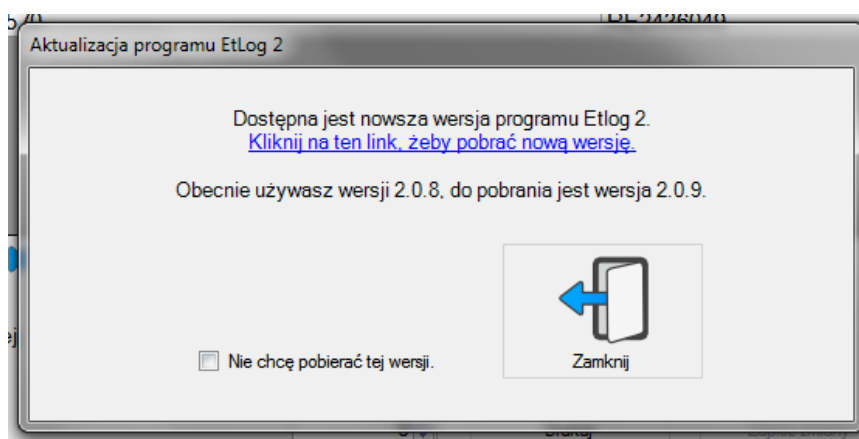 Aktualizacja programu EtLog 2
Dostępna jest nowsza wersja programu Etlog 2.
Kliknij na ten link, żeby pobrać nową wersję.
Obecnie używasz wersji 2.0.8, do pobrania jest wersja 2.0.9.
Nie chcę pobierać tej wersji.
Zamknij